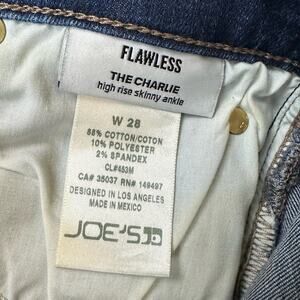 FLAWLESS
THE CHARLIE
high rise skinny ankle
W 28
88% COTTON/COTON
10% POLYESTER
2% SPANDEX
CL#453M
CA# 35037 RN# 149497
DESIGNED IN LOS ANGELES
MADE IN MEXICO
JOE'S